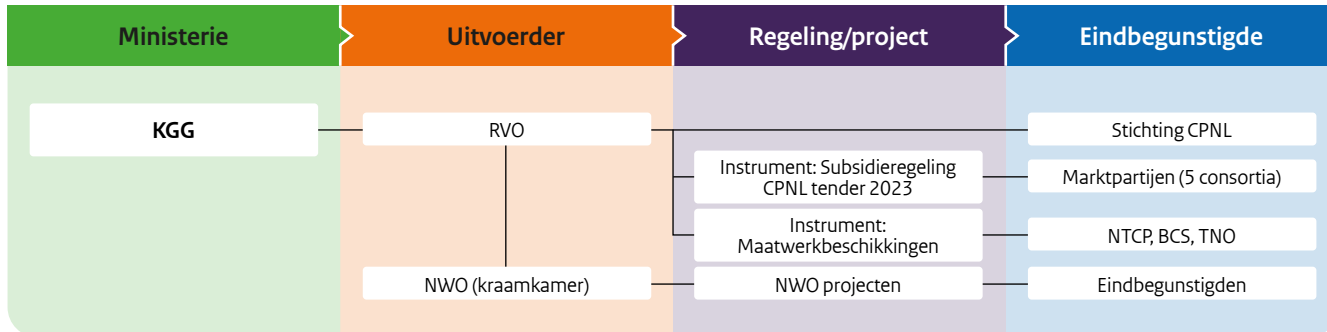 Ministerie
Uitvoerder
Regeling/project
Eindbegunstigde
KGG
RVO
Stichting CPNL
Instrument: Subsidieregeling
CPNL tender 2023
Marktpartijen (5 consortia)
Instrument:
Maatwerkbeschikkingen
NTCP, BCS, TNO
NWO (kraamkamer)
NWO projecten
Eindbegunstigden